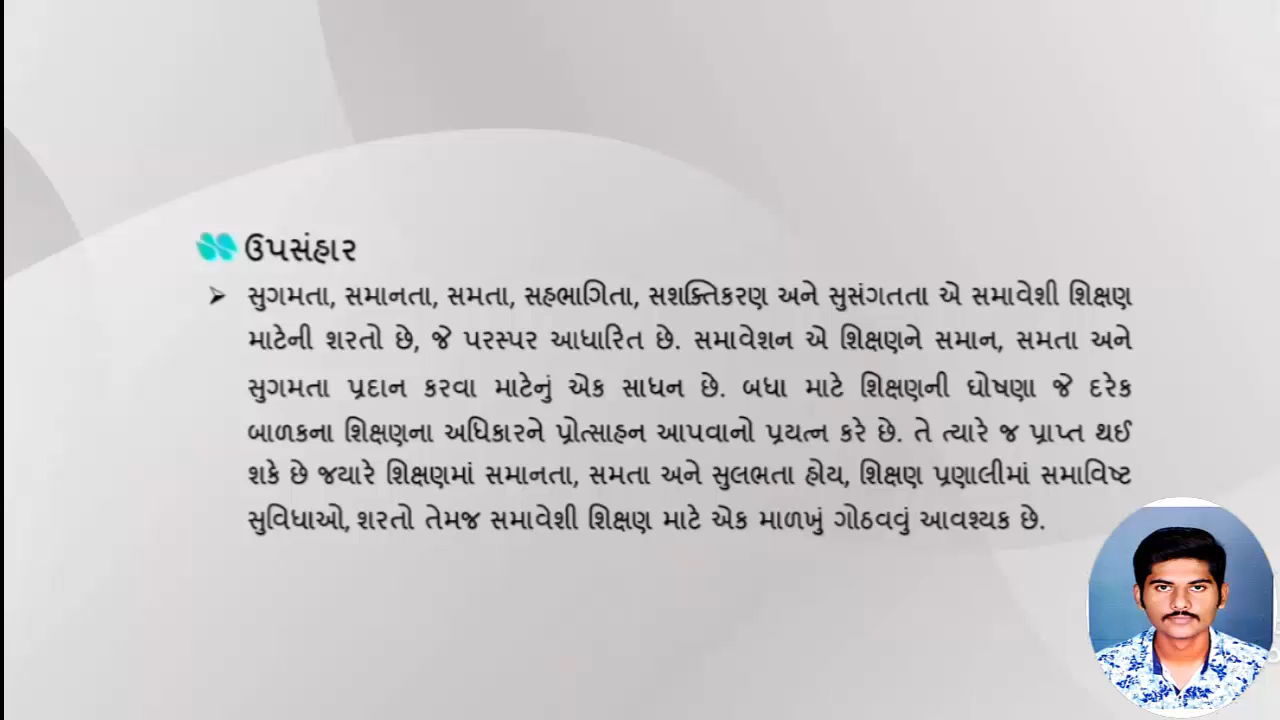 ઉપસંહાર
સુગમતા, સમાનતા, સમતા, સહભાગિતા, સશક્તિકરણ અને સુસંગતતા એ સમાવેશી શિક્ષણ
માટેની શરતો છે, જે પરસ્પર આધારિત છે. સમાવેશન એ શિક્ષણને સમાન, સમતા અને
સુગમતા પ્રદાન કરવા માટેનું એક સાધન છે. બધા માટે શિક્ષણની ઘોષણા જે દરેક
બાળકના શિક્ષણના અધિકારને પ્રોત્સાહન આપવાનો પ્રયત્ન કરે છે. તે ત્યારે જ પ્રાપ્ત થઈ
શકે છે જયારે શિક્ષણમાં સમાનતા, સમતા અને સુલભતા હોય, શિક્ષણ પ્રણાલીમાં સમાવિષ્ટ
સુવિધાઓ, શરતો તેમજ સમાવેશી શિક્ષણ માટે એક માળખું ગોઠવવું આવશ્યક છે.